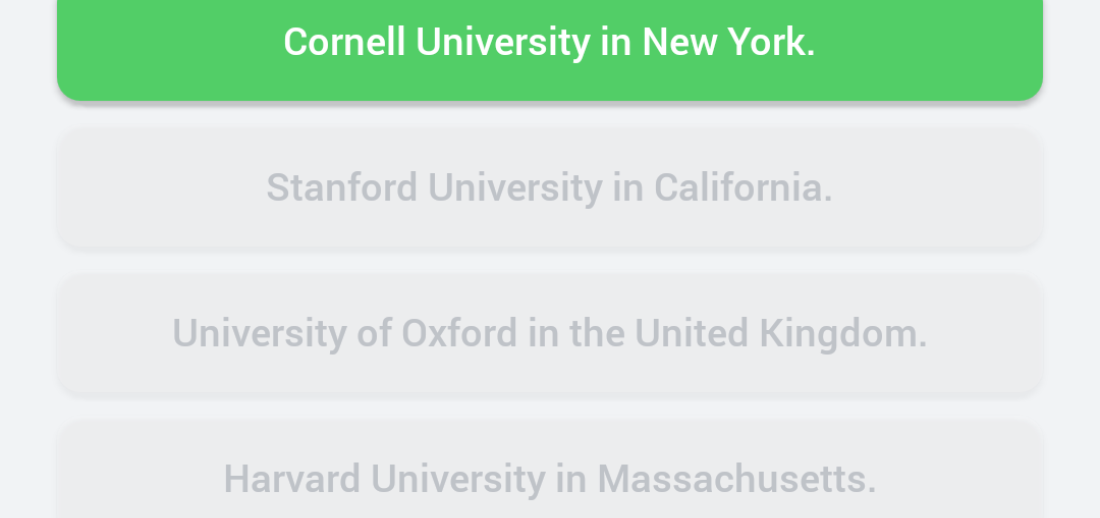 Cornell University in New York.
Stanford University in California.
University of Oxford in the United Kingdom.
Harvard University in Massachusetts.